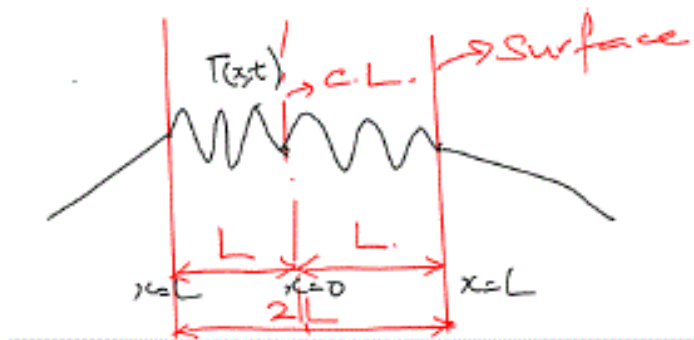 Surface
T(x,t) C.L.
L L.
x=L x=0 x=L
2L